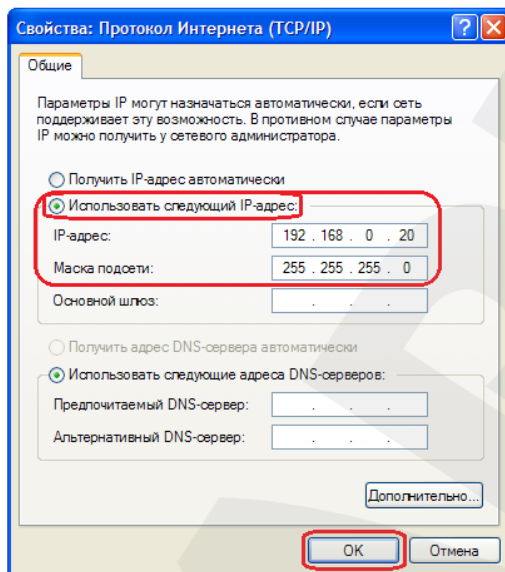 Свойства: Протокол Интернета (TCP/IP)
Общие
Параметры IP могут назначаться автоматически, если сеть
поддерживает эту возможность. В противном случае параметры
IP можно получить у сетевого администратора.
Получить IP-адрес автоматически
Использовать следующий IP-адрес:
IP-адрес: 192 . 168 . 0 . 20
Маска подсети: 255 . 255 . 255 . 0
Основной шлюз: . . .
Получить адрес DNS-сервера автоматически
Использовать следующие адреса DNS-серверов:
Предпочитаемый DNS-сервер: . . .
Альтернативный DNS-сервер: . . .
Дополнительно...
OK Отмена